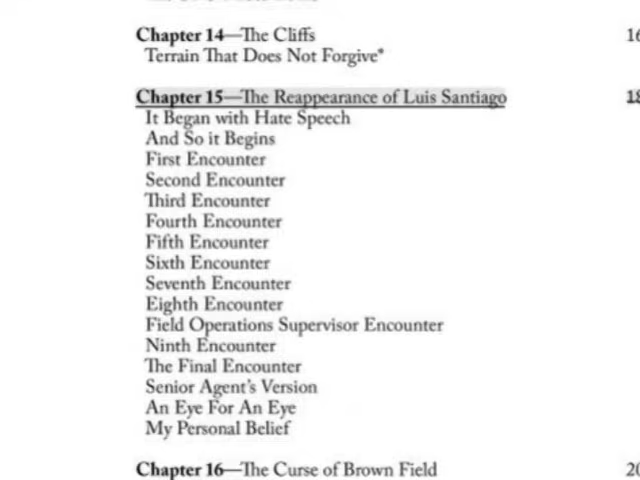 Chapter 14—The Cliffs
Terrain That Does Not Forgive*
Chapter 15—The Reappearance of Luis Santiago
It Began with Hate Speech
And So it Begins
First Encounter
Second Encounter
Third Encounter
Fourth Encounter
Fifth Encounter
Sixth Encounter
Seventh Encounter
Eighth Encounter
Field Operations Supervisor Encounter
Ninth Encounter
The Final Encounter
Senior Agent's Version
An Eye For An Eye
My Personal Belief
Chapter 16—The Curse of Brown Field